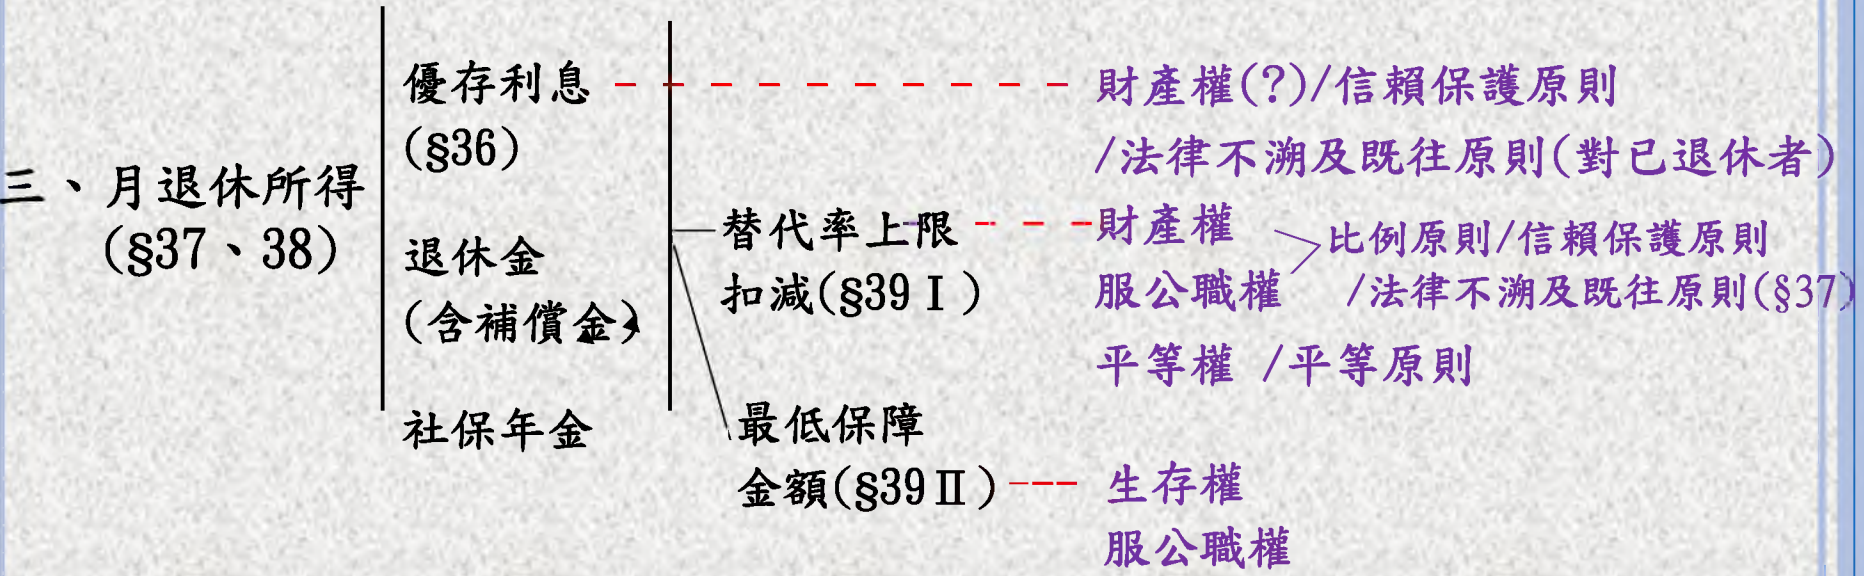 三、月退休所得
(§37、38)
優存利息
(§36)
退休金
(含補償金)
社保年金
替代率上限
扣減(§39Ⅰ)
最低保障
金額(§39Ⅱ)
財產權(?)/信賴保護原則
/法律不溯及既往原則(對已退休者)
財產權
服公職權
比例原則/信賴保護原則
/法律不溯及既往原則(§37)
平等權 /平等原則
生存權
服公職權